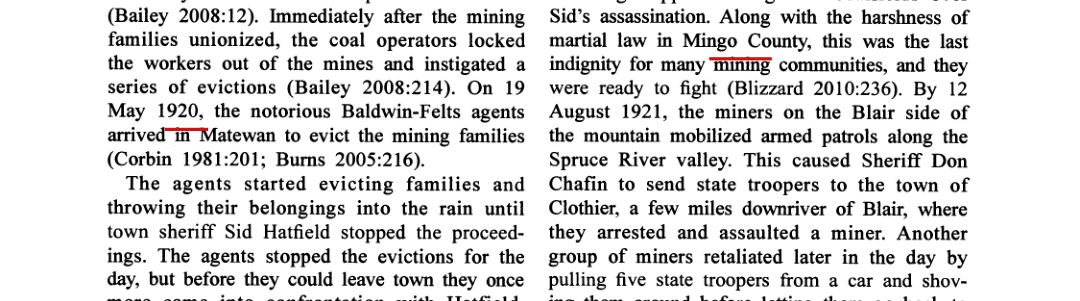 (Bailey 2008:12). Immediately after the mining
families unionized, the coal operators locked
the workers out of the mines and instigated a
series of evictions (Bailey 2008:214). On 19
May 1920, the notorious Baldwin-Felts agents
arrived in Matewan to evict the mining families
(Corbin 1981:201; Burns 2005:216).
The agents started evicting families and
throwing their belongings into the rain until
town sheriff Sid Hatfield stopped the proceed-
ings. The agents stopped the evictions for the
day, but before they could leave town they once
Sid's assassination. Along with the harshness of
martial law in Mingo County, this was the last
indignity for many mining communities, and they
were ready to fight (Blizzard 2010:236). By 12
August 1921, the miners on the Blair side of
the mountain mobilized armed patrols along the
Spruce River valley. This caused Sheriff Don
Chafin to send state troopers to the town of
Clothier, a few miles downriver of Blair, where
they arrested and assaulted a miner. Another
group of miners retaliated later in the day by
pulling five state troopers from a car and shov-